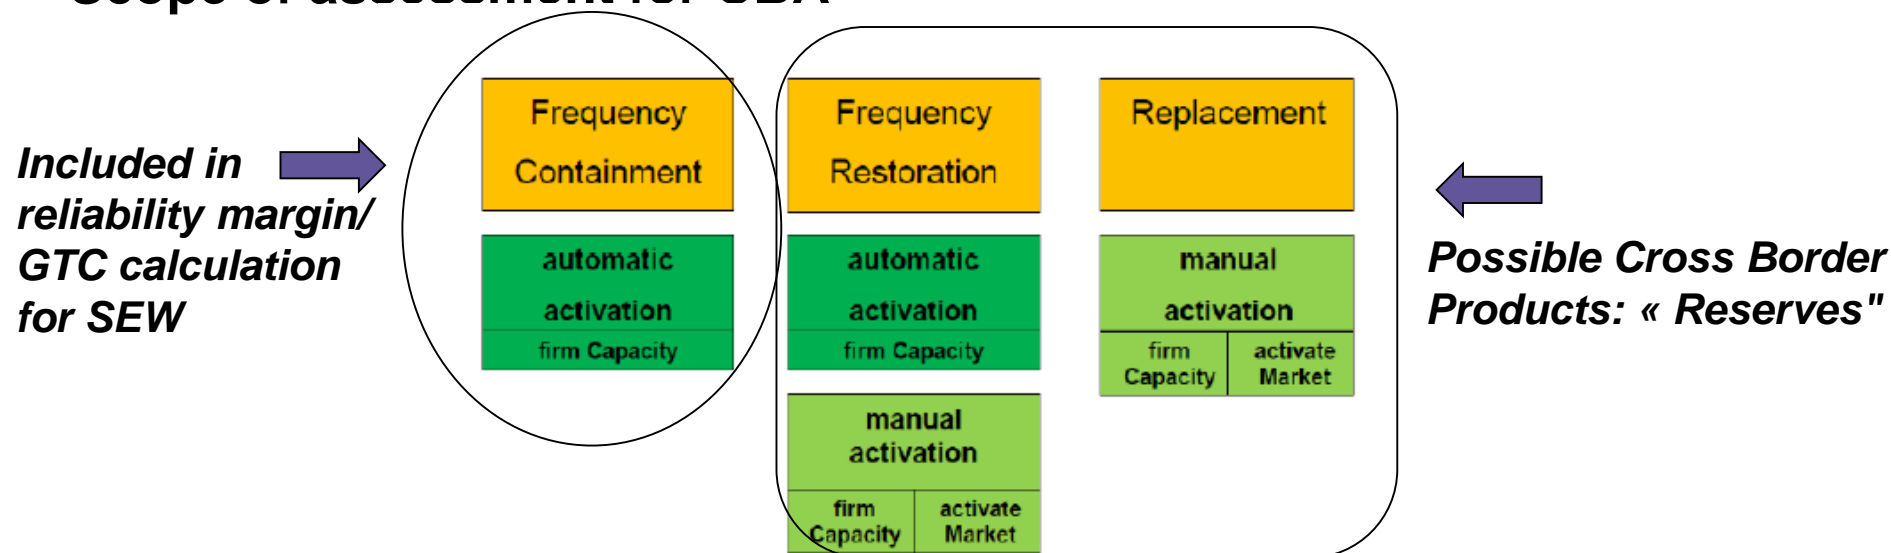 Included in
reliability margin/
GTC calculation
for SEW
Frequency
Containment
automatic
activation
firm Capacity
Frequency
Restoration
automatic
activation
firm Capacity
manual
activation
firm
Capacity
activate
Market
Replacement
manual
activation
firm
Capacity
activate
Market
Possible Cross Border
Products: « Reserves"